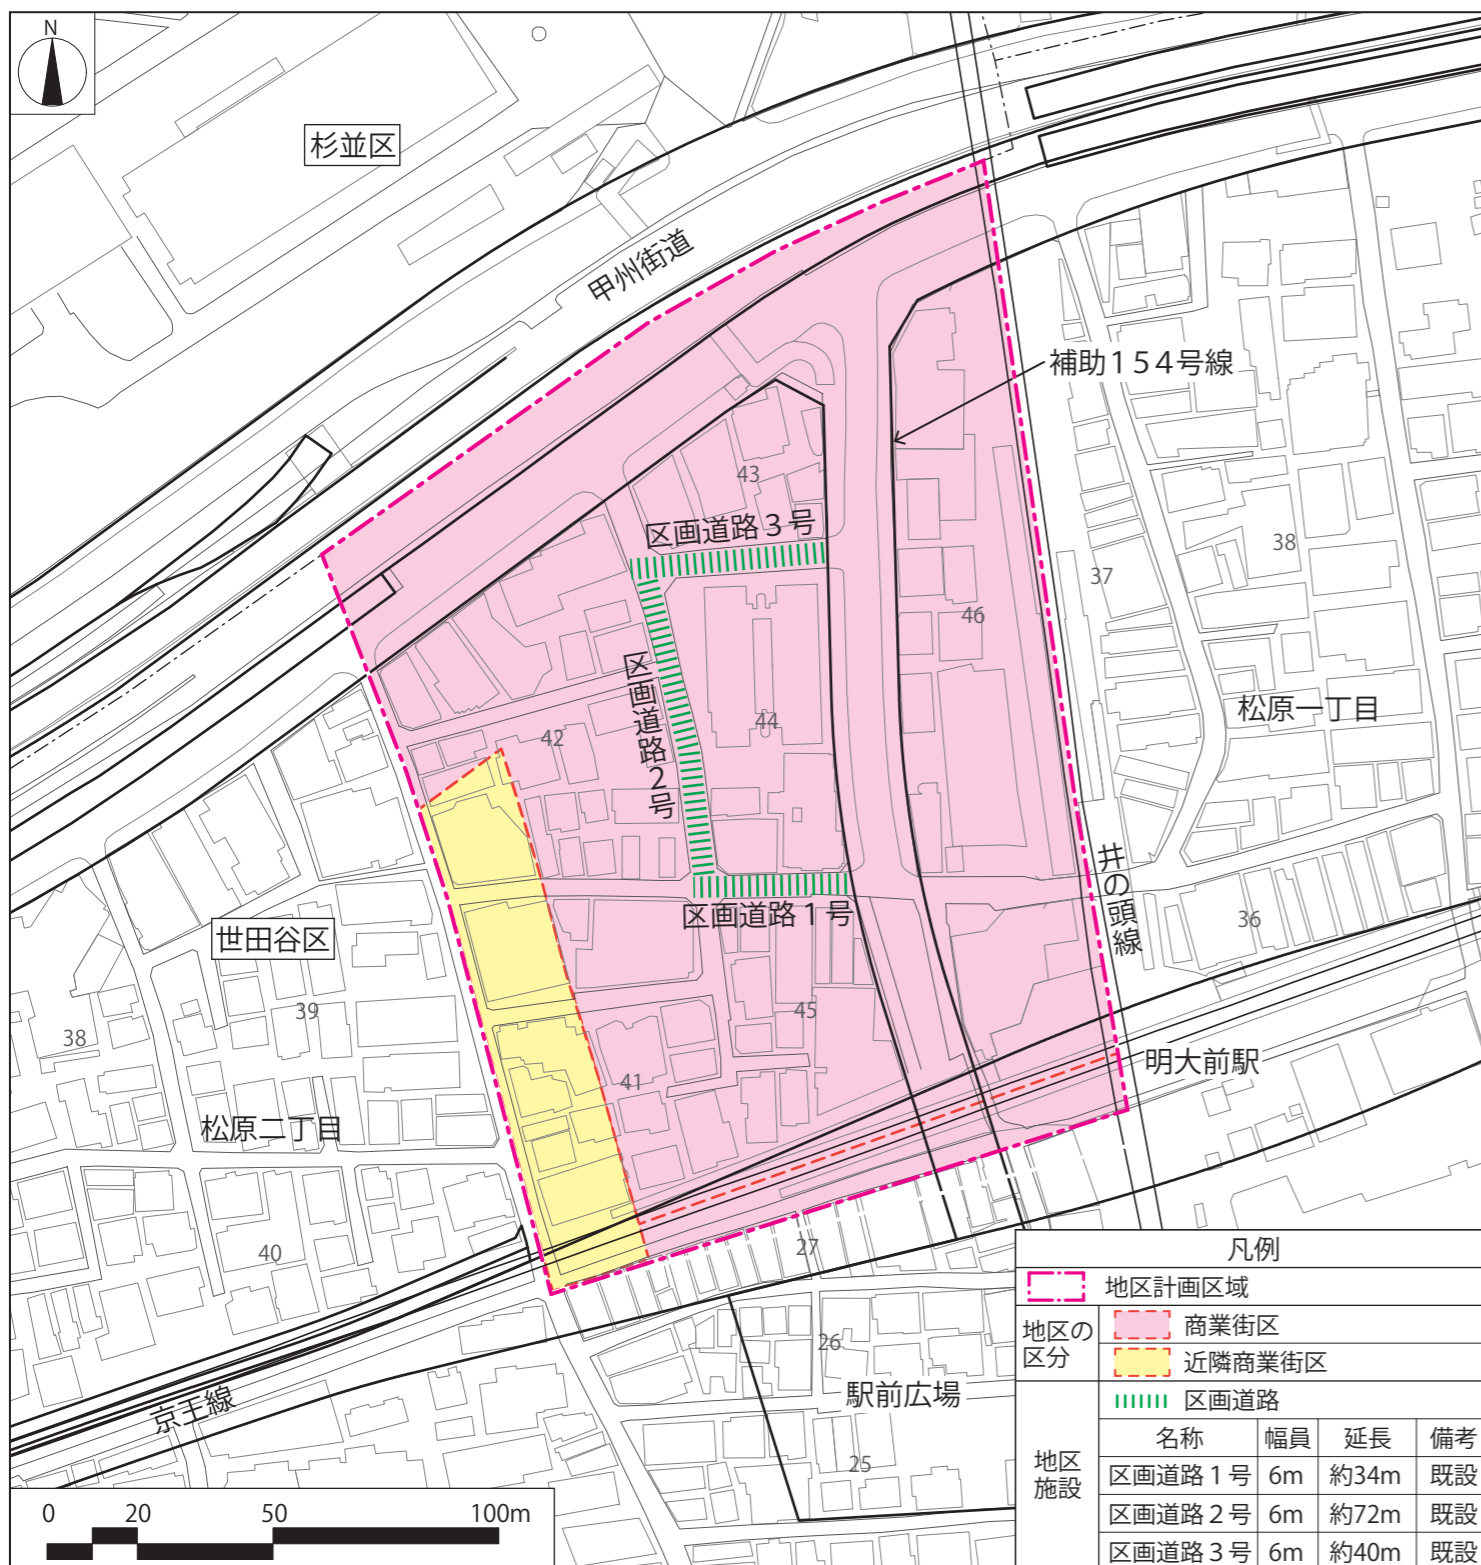 N
杉並区
甲州街道
補助154号線
43
区画道路3号
38
37
46
区画道路2号
松原一丁目
44
42
井の頭線
区画道路1号
36
世田谷区
39
45
38
明大前駅
41
松原二丁目
40
27
26
駅前広場
京王線
25
0 20 50 100m
凡例
地区計画区域
地区の区分
商業街区
近隣商業街区
地区施設
区画道路
名称 幅員 延長 備考
区画道路1号 6m 約34m 既設
区画道路2号 6m 約72m 既設
区画道路3号 6m 約40m 既設